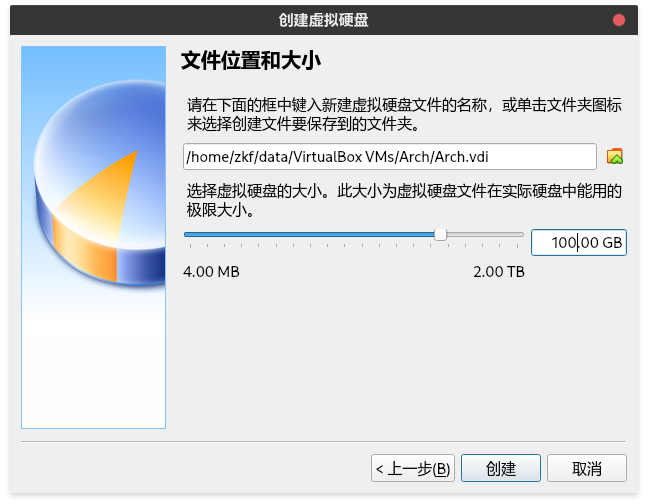 创建虚拟硬盘
文件位置和大小
请在下面的框中键入新建虚拟硬盘文件的名称，或单击文件夹图标
来选择创建文件要保存到的文件夹。
/home/zkf/data/VirtualBox VMs/Arch/Arch.vdi
选择虚拟硬盘的大小。此大小为虚拟硬盘文件在实际硬盘中能用的
极限大小。
100.00 GB
4.00 MB
2.00 TB
< 上一步(B)
创建
取消